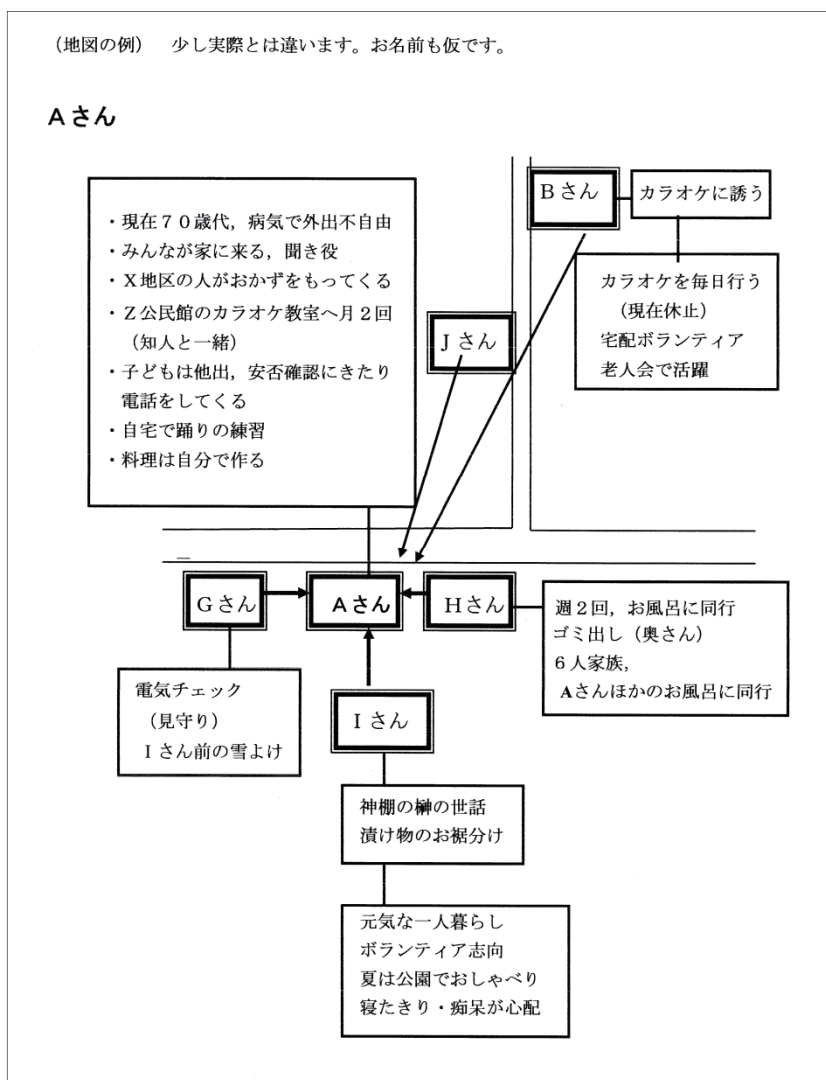 (地図の例) 少し実際とは違います。お名前も仮です。
Aさん
・現在70歳代,病気で外出不自由
・みんなが家に来る,聞き役
・X地区の人がおかずをもってくる
・Z公民館のカラオケ教室へ月2回
(知人と一緒)
・子どもは他出,安否確認にきたり
電話をしてくる
・自宅で踊りの練習
・料理は自分で作る
Bさん
カラオケに誘う
カラオケを毎日行う
(現在休止)
宅配ボランティア
老人会で活躍
Jさん
Gさん
Aさん
Hさん
週2回,お風呂に同行
ゴミ出し(奥さん)
6人家族,
Aさんほかのお風呂に同行
電気チェック
(見守り)
Iさん前の雪よけ
Iさん
神棚の榊の世話
漬け物のお裾分け
元気な一人暮らし
ボランティア志向
夏は公園でおしゃべり
寝たきり・痴呆が心配